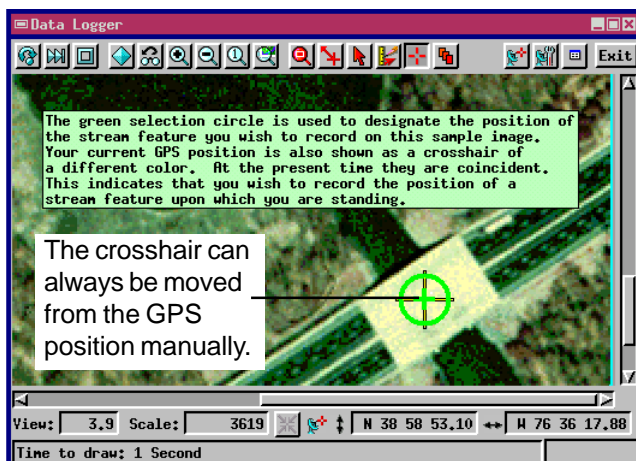 Data Logger
Exit
The green selection circle is used to designate the position of
the stream feature you wish to record on this sample image.
Your current GPS position is also shown as a crosshair of
a different color.  At the present time they are coincident.
This indicates that you wish to record the position of a
stream feature upon which you are standing.
The crosshair can
always be moved
from the GPS
position manually.
View: 3.9 Scale: 3619 N 38 58 53.10 W 76 36 17.88
Time to draw: 1 Second